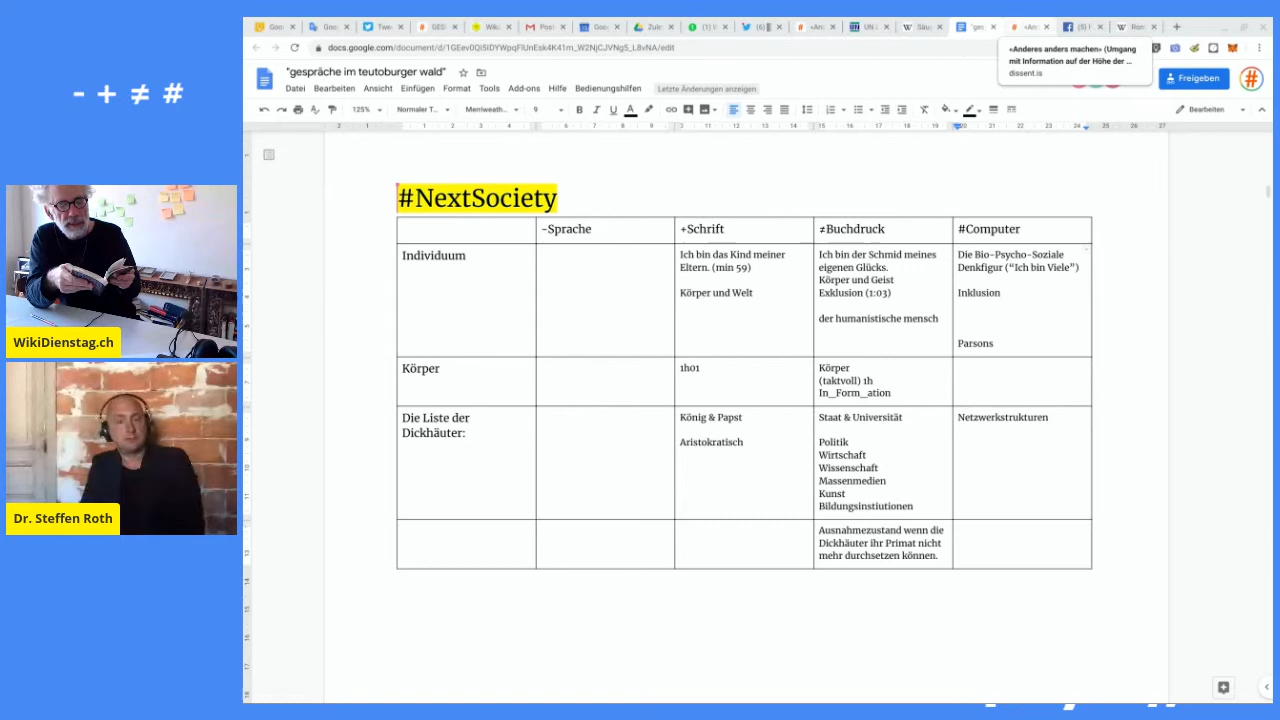 - + ≠ #
WikiDienstag.ch
Dr. Steffen Roth
docs.google.com/document/d/1GEev0Qi5IDYWpqFlUnEsk4K41m_W2NjCJVNg5_L8vNA/edit
«Anderes anders machen» (Umgang
mit Information auf der Höhe der ...
dissent.is
"gespräche im teutoburger wald"
Datei Bearbeiten Ansicht Einfügen Format Tools Add-ons Hilfe Bedienungshilfen Letzte Änderungen anzeigen
Freigeben
125% Normaler T... Merriweath... 9 Bearbeiten
#NextSociety
-Sprache +Schrift ≠Buchdruck #Computer
Individuum
Ich bin das Kind meiner
Eltern. (min 59)
Körper und Welt
Ich bin der Schmid meines
eigenen Glücks.
Körper und Geist
Exklusion (1:03)
der humanistische mensch
Die Bio-Psycho-Soziale
Denkfigur (“Ich bin Viele”)
Inklusion
Parsons
Körper
1h01
Körper
(taktvoll) 1h
In_Form_ation
Die Liste der
Dickhäuter:
König & Papst
Aristokratisch
Staat & Universität
Politik
Wirtschaft
Wissenschaft
Massenmedien
Kunst
Bildungsinstiutionen
Netzwerkstrukturen
Ausnahmezustand wenn die
Dickhäuter ihr Primat nicht
mehr durchsetzen können.